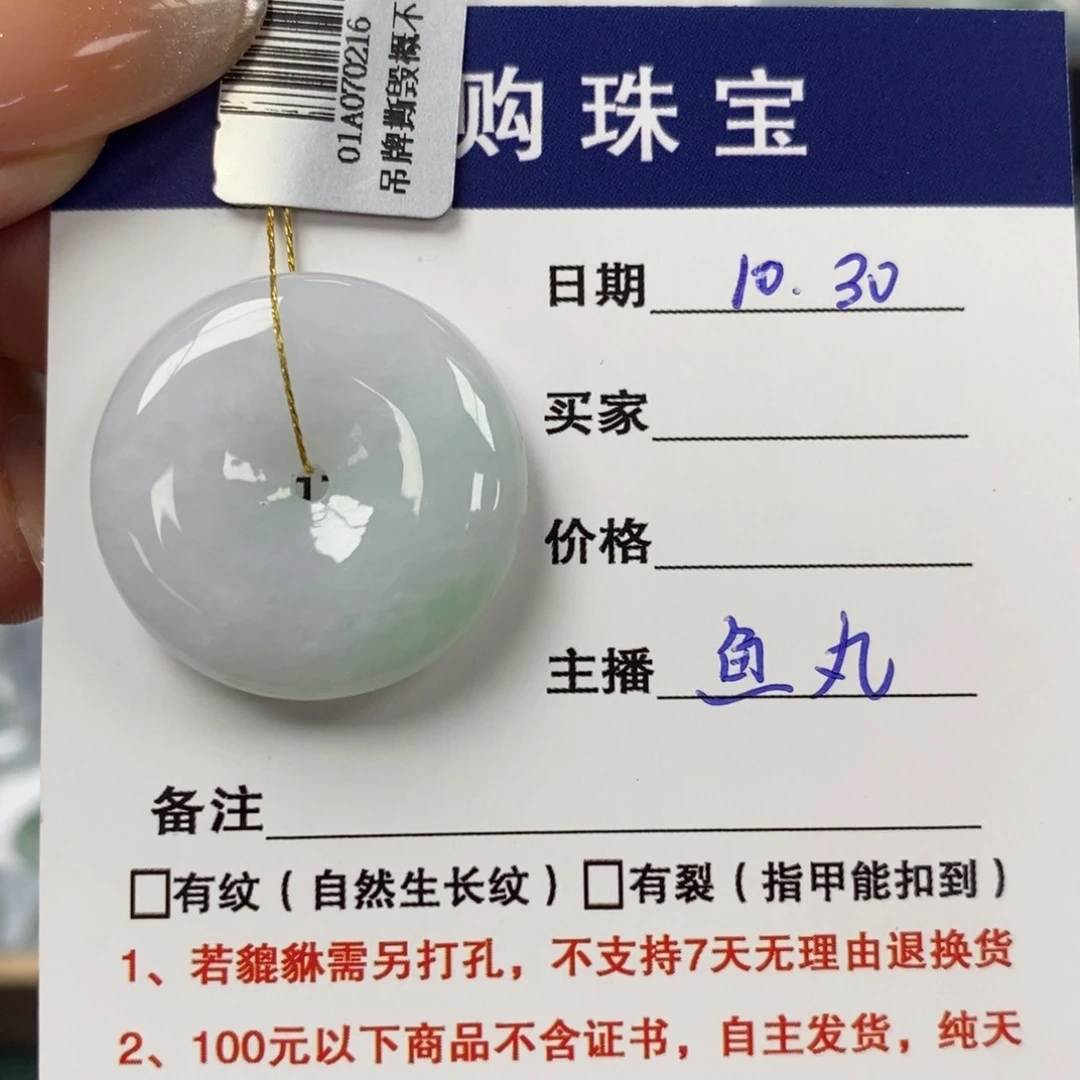 01A070216
吊牌撕毁概不
购珠宝
日期 10.30
买家
价格
主播 鱼丸
备注
□有纹（自然生长纹）□有裂（指甲能扣到）
1、若貔貅需另打孔，不支持7天无理由退换货
2、100元以下商品不含证书，自主发货，纯天